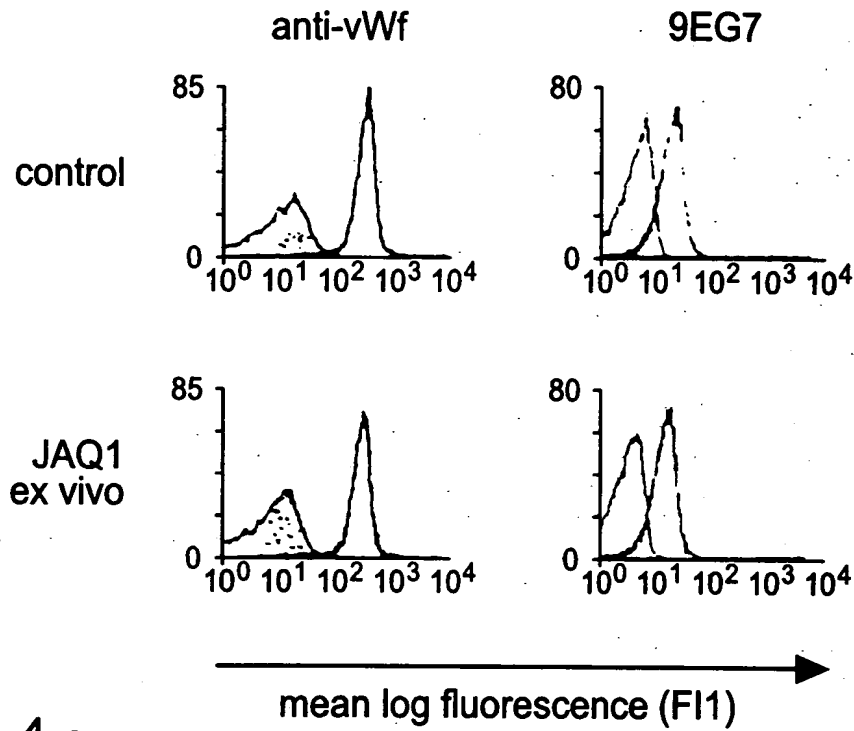 anti-vWf 9EG7
85 80
control
0 0
10⁰ 10¹ 10² 10³ 10⁴ 10⁰ 10¹ 10² 10³ 10⁴
85 80
JAQ1
ex vivo
0 0
10⁰ 10¹ 10² 10³ 10⁴ 10⁰ 10¹ 10² 10³ 10⁴
mean log fluorescence (Fl1)